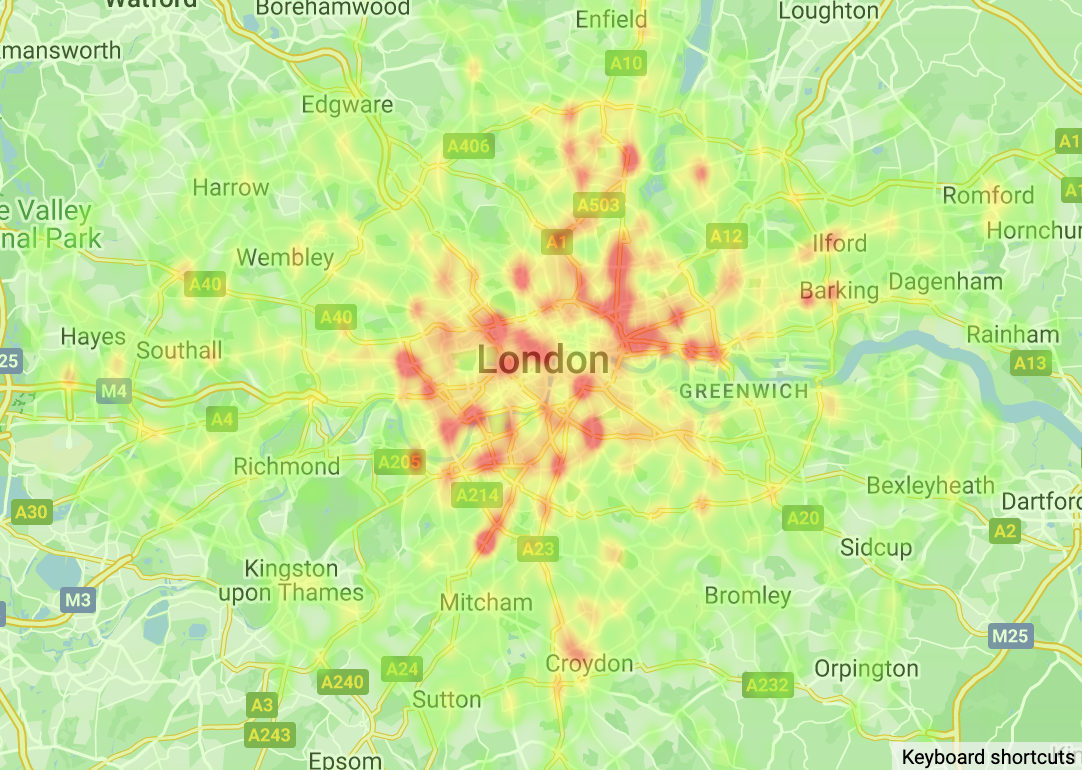 Watford
Borehamwood
Enfield
Loughton
mansworth
A10
Edgware
A406
A1
Harrow
Romford
A1
A503
e Valley
nal Park
A1
A12
Ilford
Hornchur
Wembley
A40
Barking
Dagenham
A40
Hayes
Southall
Rainham
25
London
A13
M4
GREENWICH
A4
Richmond
A205
A214
Bexleyheath
Dartford
A30
A20
A2
A23
Sidcup
Kingston
upon Thames
M3
Mitcham
Bromley
M25
Croydon
Orpington
A24
A240
A232
Sutton
A3
A243
Epsom
Keyboard shortcuts